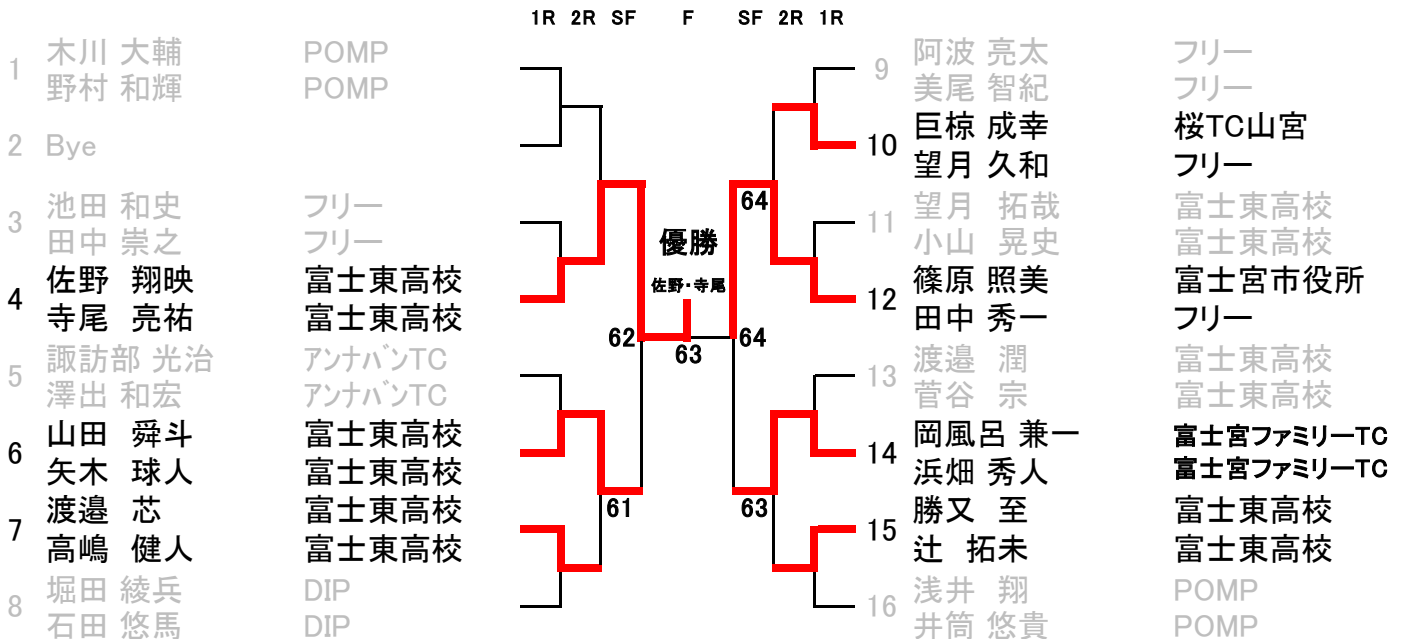 1R 2R SF F SF 2R 1R
1 木川 大輔 POMP
野村 和輝 POMP
2 Bye
3 池田 和史 フリー
田中 崇之 フリー
4 佐野 翔映 富士東高校
寺尾 亮祐 富士東高校
5 諏訪部 光治 アンナバンTC
澤出 和宏 アンナバンTC
6 山田 舜斗 富士東高校
矢木 球人 富士東高校
7 渡邉 芯 富士東高校
高嶋 健人 富士東高校
8 堀田 綾兵 DIP
石田 悠馬 DIP
優勝
佐野・寺尾
62
63
64
64
61
63
9 阿波 亮太 フリー
美尾 智紀 フリー
10 巨椋 成幸 桜TC山宮
望月 久和 フリー
11 望月 拓哉 富士東高校
小山 晃史 富士東高校
12 篠原 照美 富士宮市役所
田中 秀一 フリー
13 渡邉 潤 富士東高校
菅谷 宗 富士東高校
14 岡風呂 兼一 富士宮ファミリーTC
浜畑 秀人 富士宮ファミリーTC
15 勝又 至 富士東高校
辻 拓未 富士東高校
16 浅井 翔 POMP
井筒 悠貴 POMP